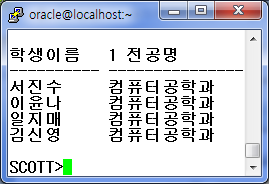 oracle@localhost:~
학생이름 1 전공명
---------- ---------------
서진수 컴퓨터공학과
이윤나 컴퓨터공학과
일지매 컴퓨터공학과
김신영 컴퓨터공학과
SCOTT>